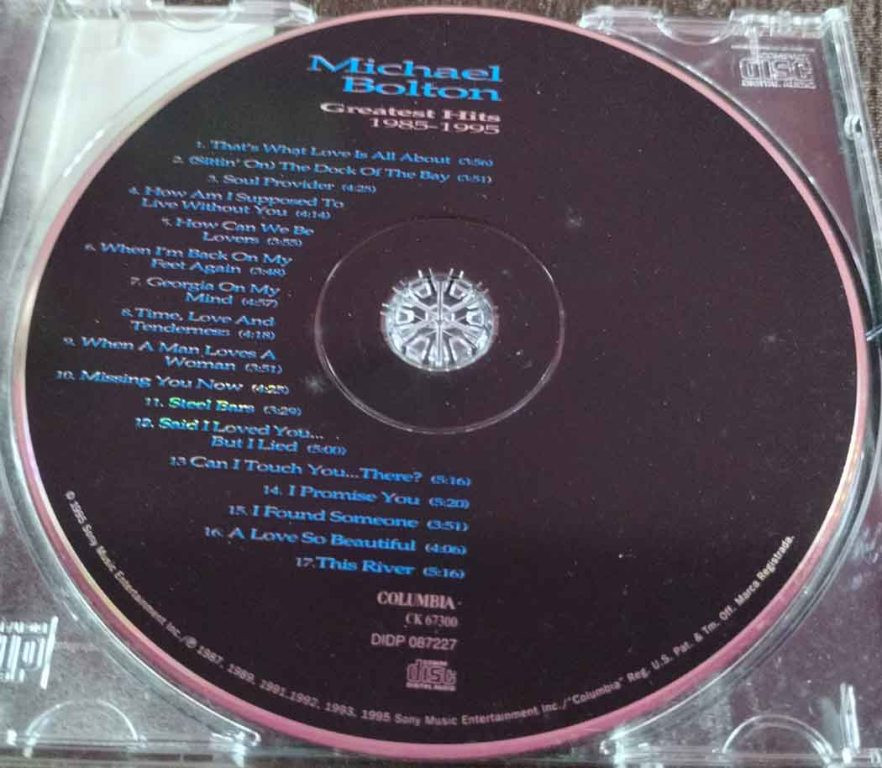 Michael
Bolton
Greatest Hits
1985-1995
1. That's What Love Is All About (3:56)
2. (Sittin' On) The Dock Of The Bay (3:51)
3. Soul Provider (4:25)
4. How Am I Supposed To
Live Without You (4:14)
5. How Can We Be
Lovers (3:55)
6. When I'm Back On My
Feet Again (3:48)
7. Georgia On My
Mind (4:57)
8. Time, Love And
Tenderness (4:18)
9. When A Man Loves A
Woman (3:51)
10. Missing You Now (4:25)
11. Steel Bars (3:29)
12. Said I Loved You...
But I Lied (5:00)
13 Can I Touch You...There? (5:16)
14. I Promise You (5:20)
15. I Found Someone (3:51)
16. A Love So Beautiful (4:06)
17. This River (5:16)
COLUMBIA
CK 67300
DIDP 087227
COMPACT
disc
DIGITAL AUDIO
© 1995 Sony Music Entertainment Inc./℗ 1987, 1989, 1991, 1992, 1993, 1995 Sony Music Entertainment Inc./"Columbia" Reg. U.S. Pat. & Tm. Off. Marca Registrada.
disc
DIGITAL AUDIO